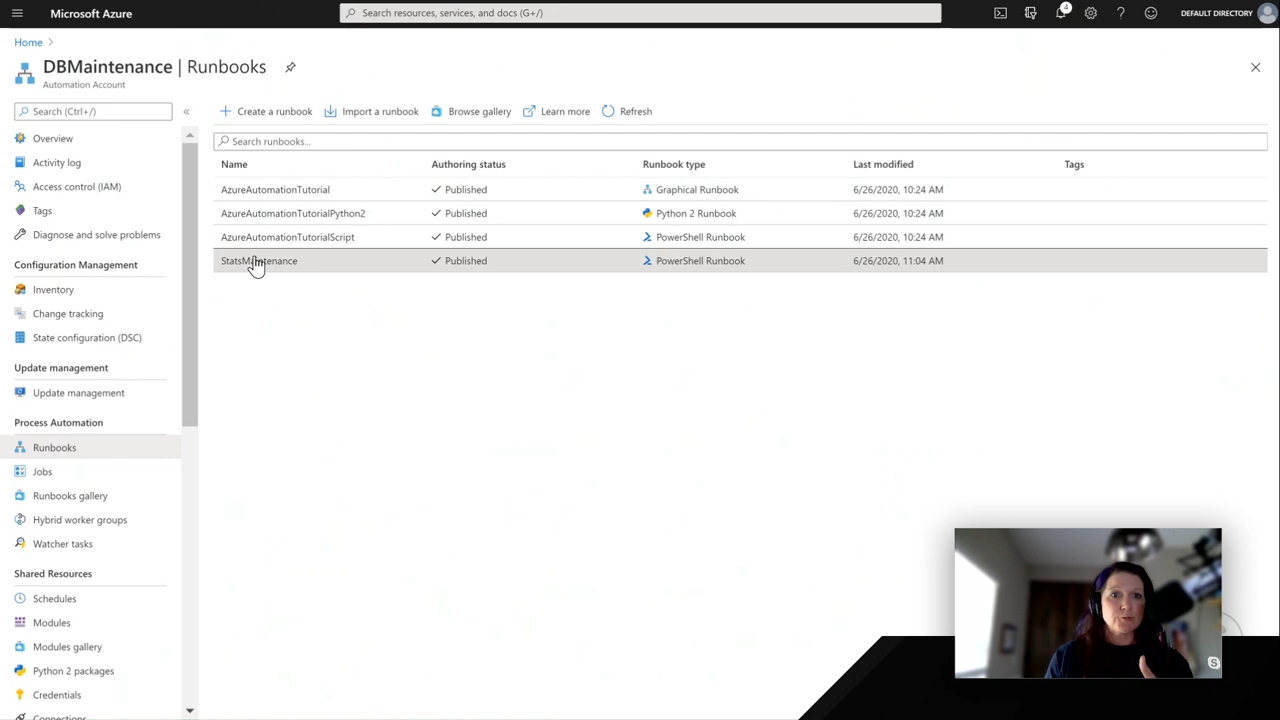 Microsoft Azure
Search resources, services, and docs (G+/)
4
DEFAULT DIRECTORY
Home
DBMaintenance | Runbooks
Automation Account
Search (Ctrl+/)
Create a runbook
Import a runbook
Browse gallery
Learn more
Refresh
Search runbooks...
Name Authoring status Runbook type Last modified Tags
AzureAutomationTutorial Published Graphical Runbook 6/26/2020, 10:24 AM
AzureAutomationTutorialPython2 Published Python 2 Runbook 6/26/2020, 10:24 AM
AzureAutomationTutorialScript Published PowerShell Runbook 6/26/2020, 10:24 AM
StatsMaintenance Published PowerShell Runbook 6/26/2020, 11:04 AM
Overview
Activity log
Access control (IAM)
Tags
Diagnose and solve problems
Configuration Management
Inventory
Change tracking
State configuration (DSC)
Update management
Update management
Process Automation
Runbooks
Jobs
Runbooks gallery
Hybrid worker groups
Watcher tasks
Shared Resources
Schedules
Modules
Modules gallery
Python 2 packages
Credentials
Connections